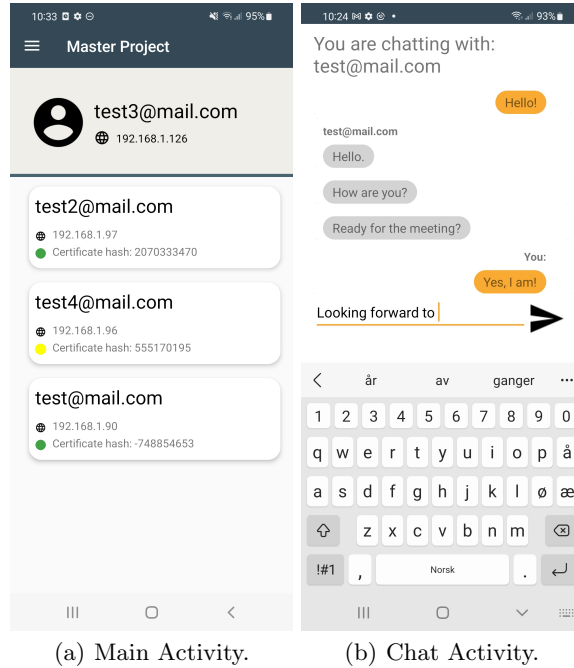 10:33 95%
Master Project
test3@mail.com
192.168.1.126
test2@mail.com
192.168.1.97
Certificate hash: 2070333470
test4@mail.com
192.168.1.96
Certificate hash: 555170195
test@mail.com
192.168.1.90
Certificate hash: -748854653
(a) Main Activity.
10:24 93%
You are chatting with:
test@mail.com
Hello!
test@mail.com
Hello.
How are you?
Ready for the meeting?
You:
Yes, I am!
Looking forward to
år av ganger ...
1 2 3 4 5 6 7 8 9 0
q w e r t y u i o p å
a s d f g h j k l ø æ
z x c v b n m
!#1 , Norsk .
(b) Chat Activity.